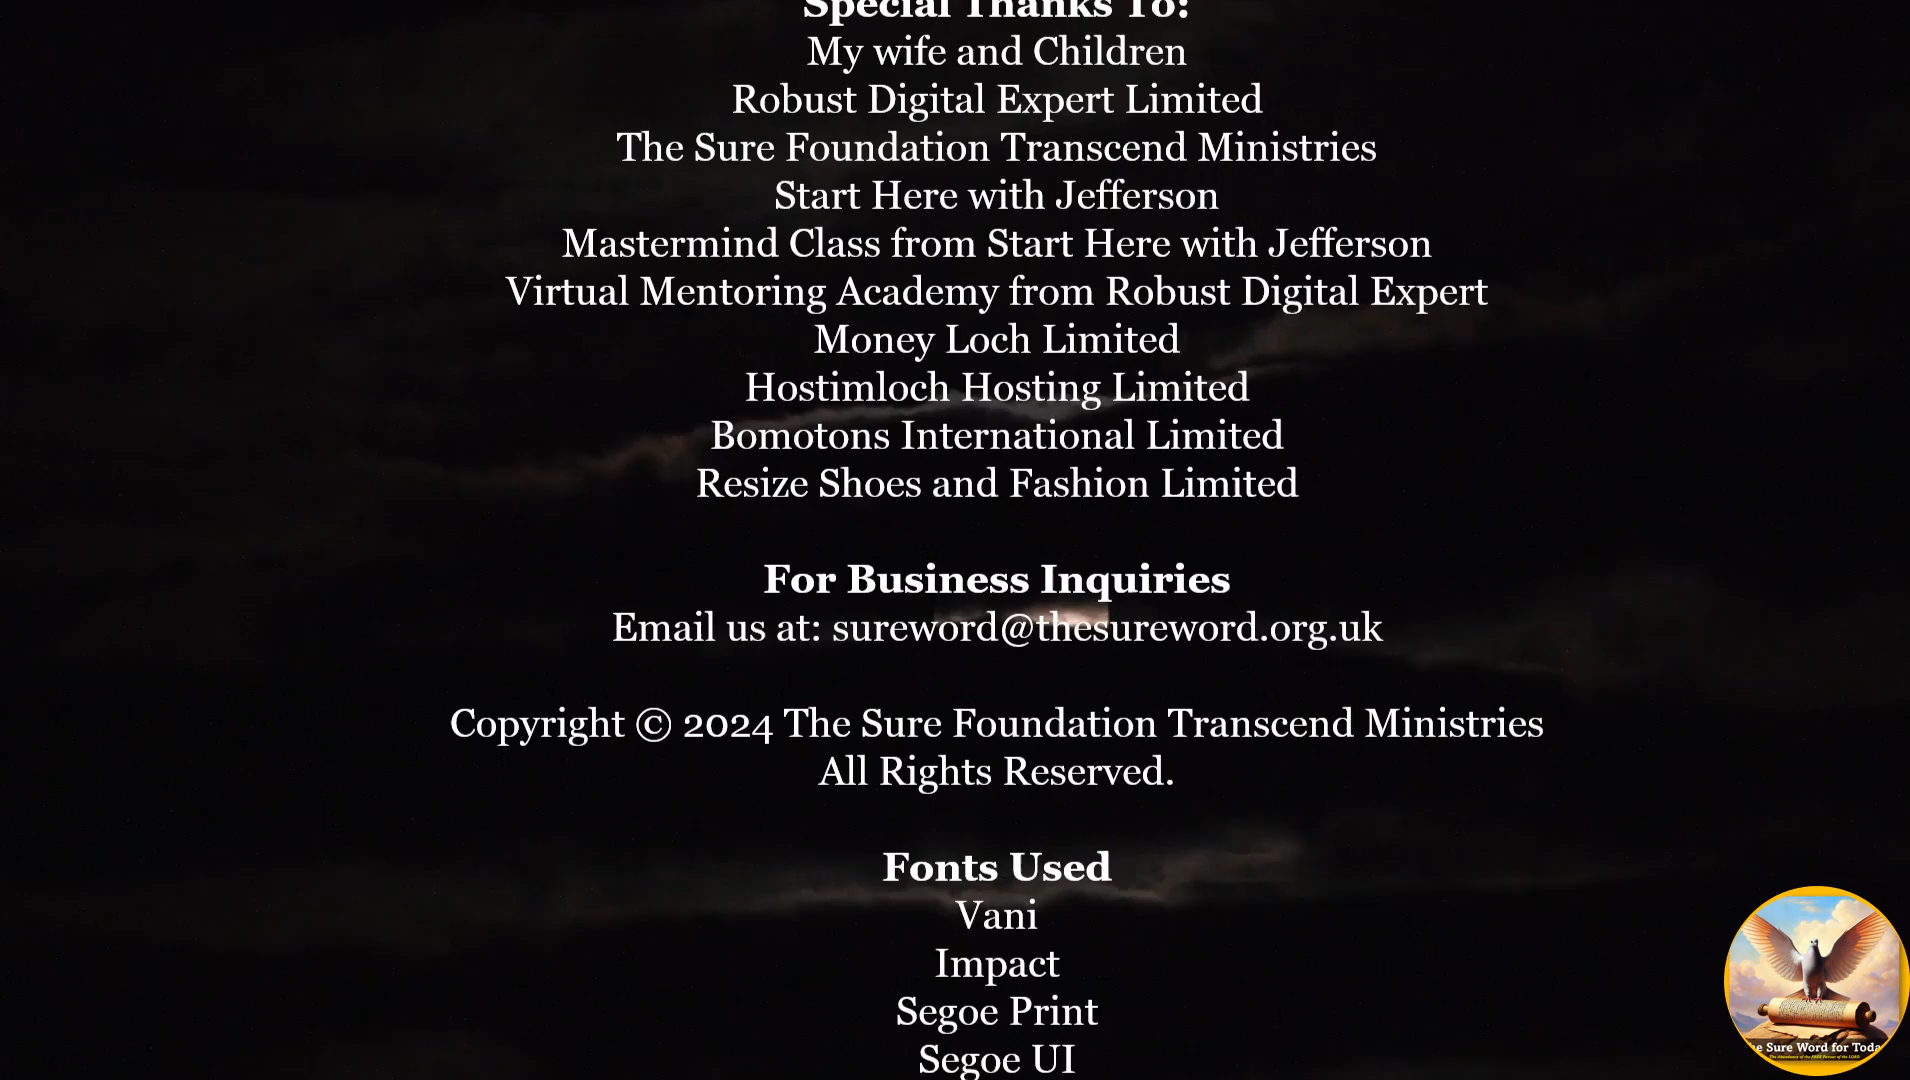 Special Thanks To:
My wife and Children
Robust Digital Expert Limited
The Sure Foundation Transcend Ministries
Start Here with Jefferson
Mastermind Class from Start Here with Jefferson
Virtual Mentoring Academy from Robust Digital Expert
Money Loch Limited
Hostimloch Hosting Limited
Bomotons International Limited
Resize Shoes and Fashion Limited
For Business Inquiries
Email us at: sureword@thesureword.org.uk
Copyright © 2024 The Sure Foundation Transcend Ministries
All Rights Reserved.
Fonts Used
Vani
Impact
Segoe Print
Segoe UI
Sure Word for